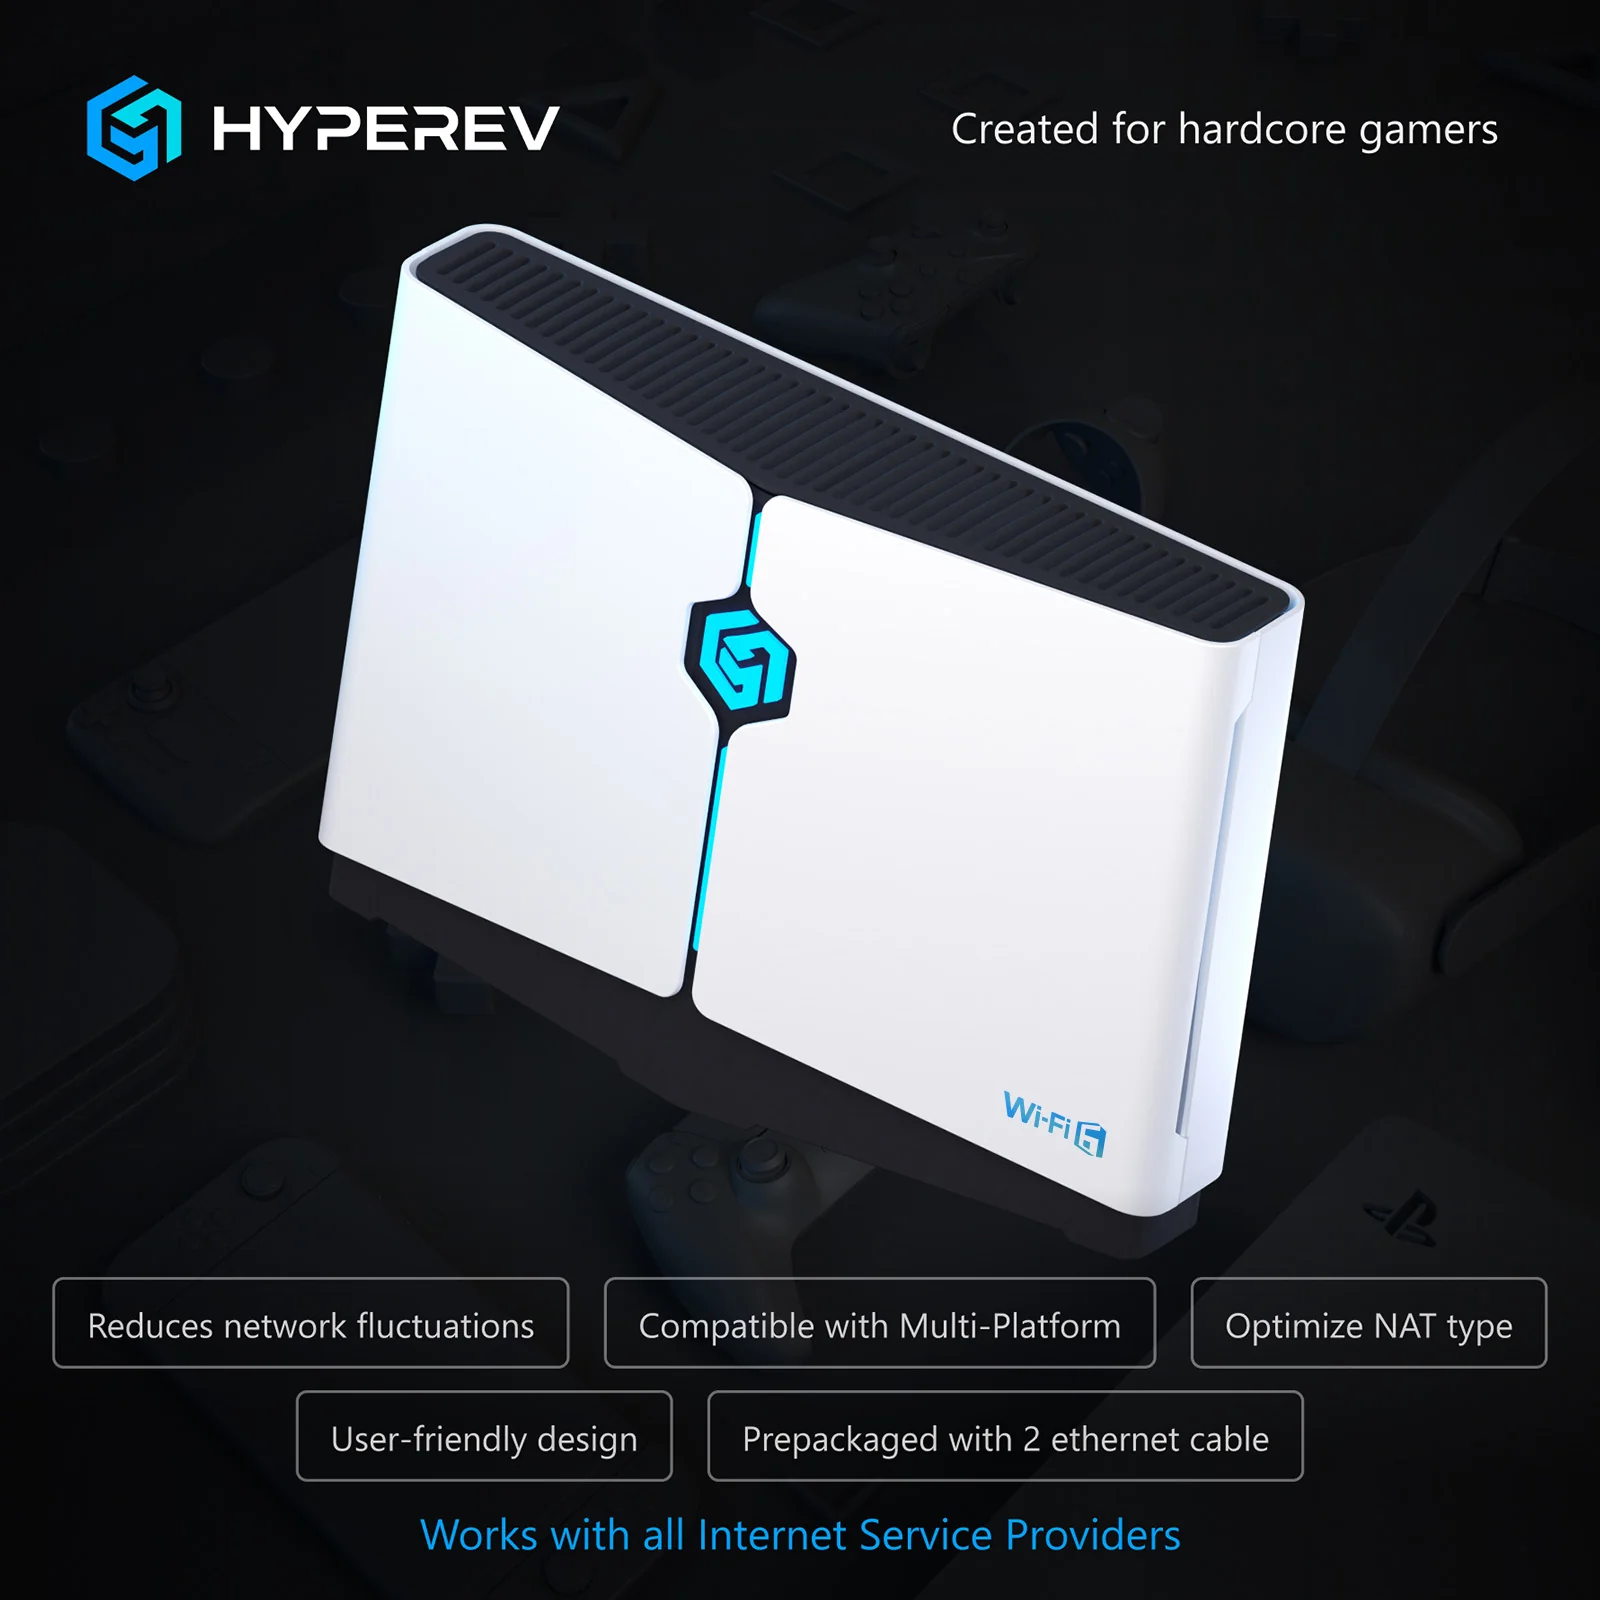 HYPEREV
Created for hardcore gamers
Wi-Fi 6
Reduces network fluctuations
Compatible with Multi-Platform
Optimize NAT type
User-friendly design
Prepackaged with 2 ethernet cable
Works with all Internet Service Providers